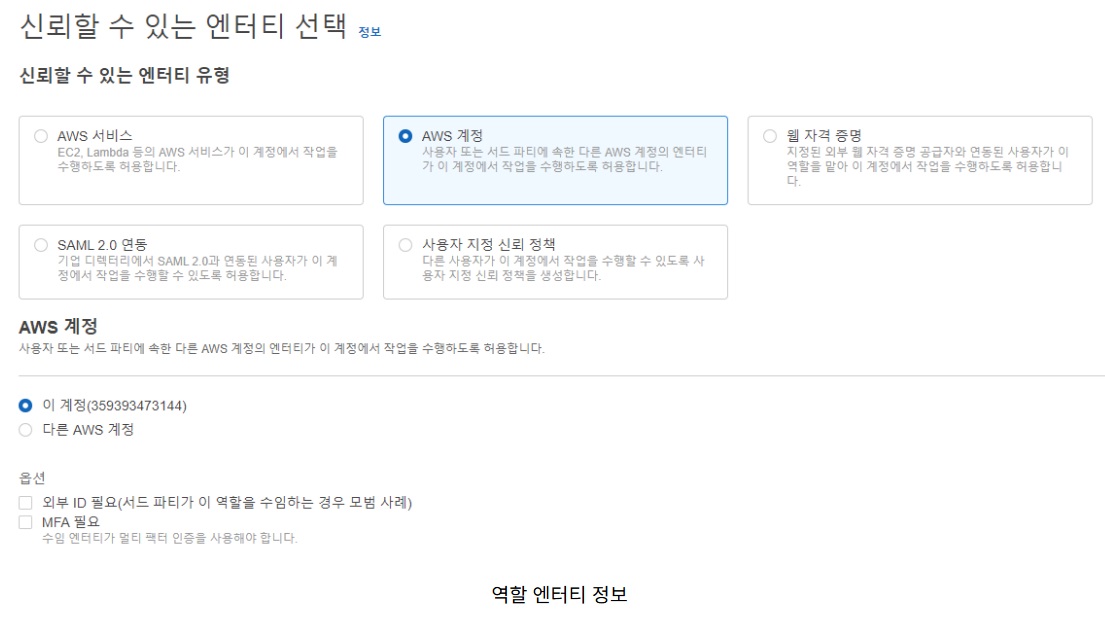 신뢰할 수 있는 엔터티 선택 정보
신뢰할 수 있는 엔터티 유형
AWS 서비스
EC2, Lambda 등의 AWS 서비스가 이 계정에서 작업을
수행하도록 허용합니다.
AWS 계정
사용자 또는 서드 파티에 속한 다른 AWS 계정의 엔터티
가 이 계정에서 작업을 수행하도록 허용합니다.
웹 자격 증명
지정된 외부 웹 자격 증명 공급자와 연동된 사용자가 이
역할을 맡아 이 계정에서 작업을 수행하도록 허용합니
다.
SAML 2.0 연동
기업 디렉터리에서 SAML 2.0과 연동된 사용자가 이 계
정에서 작업을 수행할 수 있도록 허용합니다.
사용자 지정 신뢰 정책
다른 사용자가 이 계정에서 작업을 수행할 수 있도록 사
용자 지정 신뢰 정책을 생성합니다.
AWS 계정
사용자 또는 서드 파티에 속한 다른 AWS 계정의 엔터티가 이 계정에서 작업을 수행하도록 허용합니다.
이 계정(359393473144)
다른 AWS 계정
옵션
외부 ID 필요(서드 파티가 이 역할을 수임하는 경우 모범 사례)
MFA 필요
수임 엔터티가 멀티 팩터 인증을 사용해야 합니다.
역할 엔터티 정보